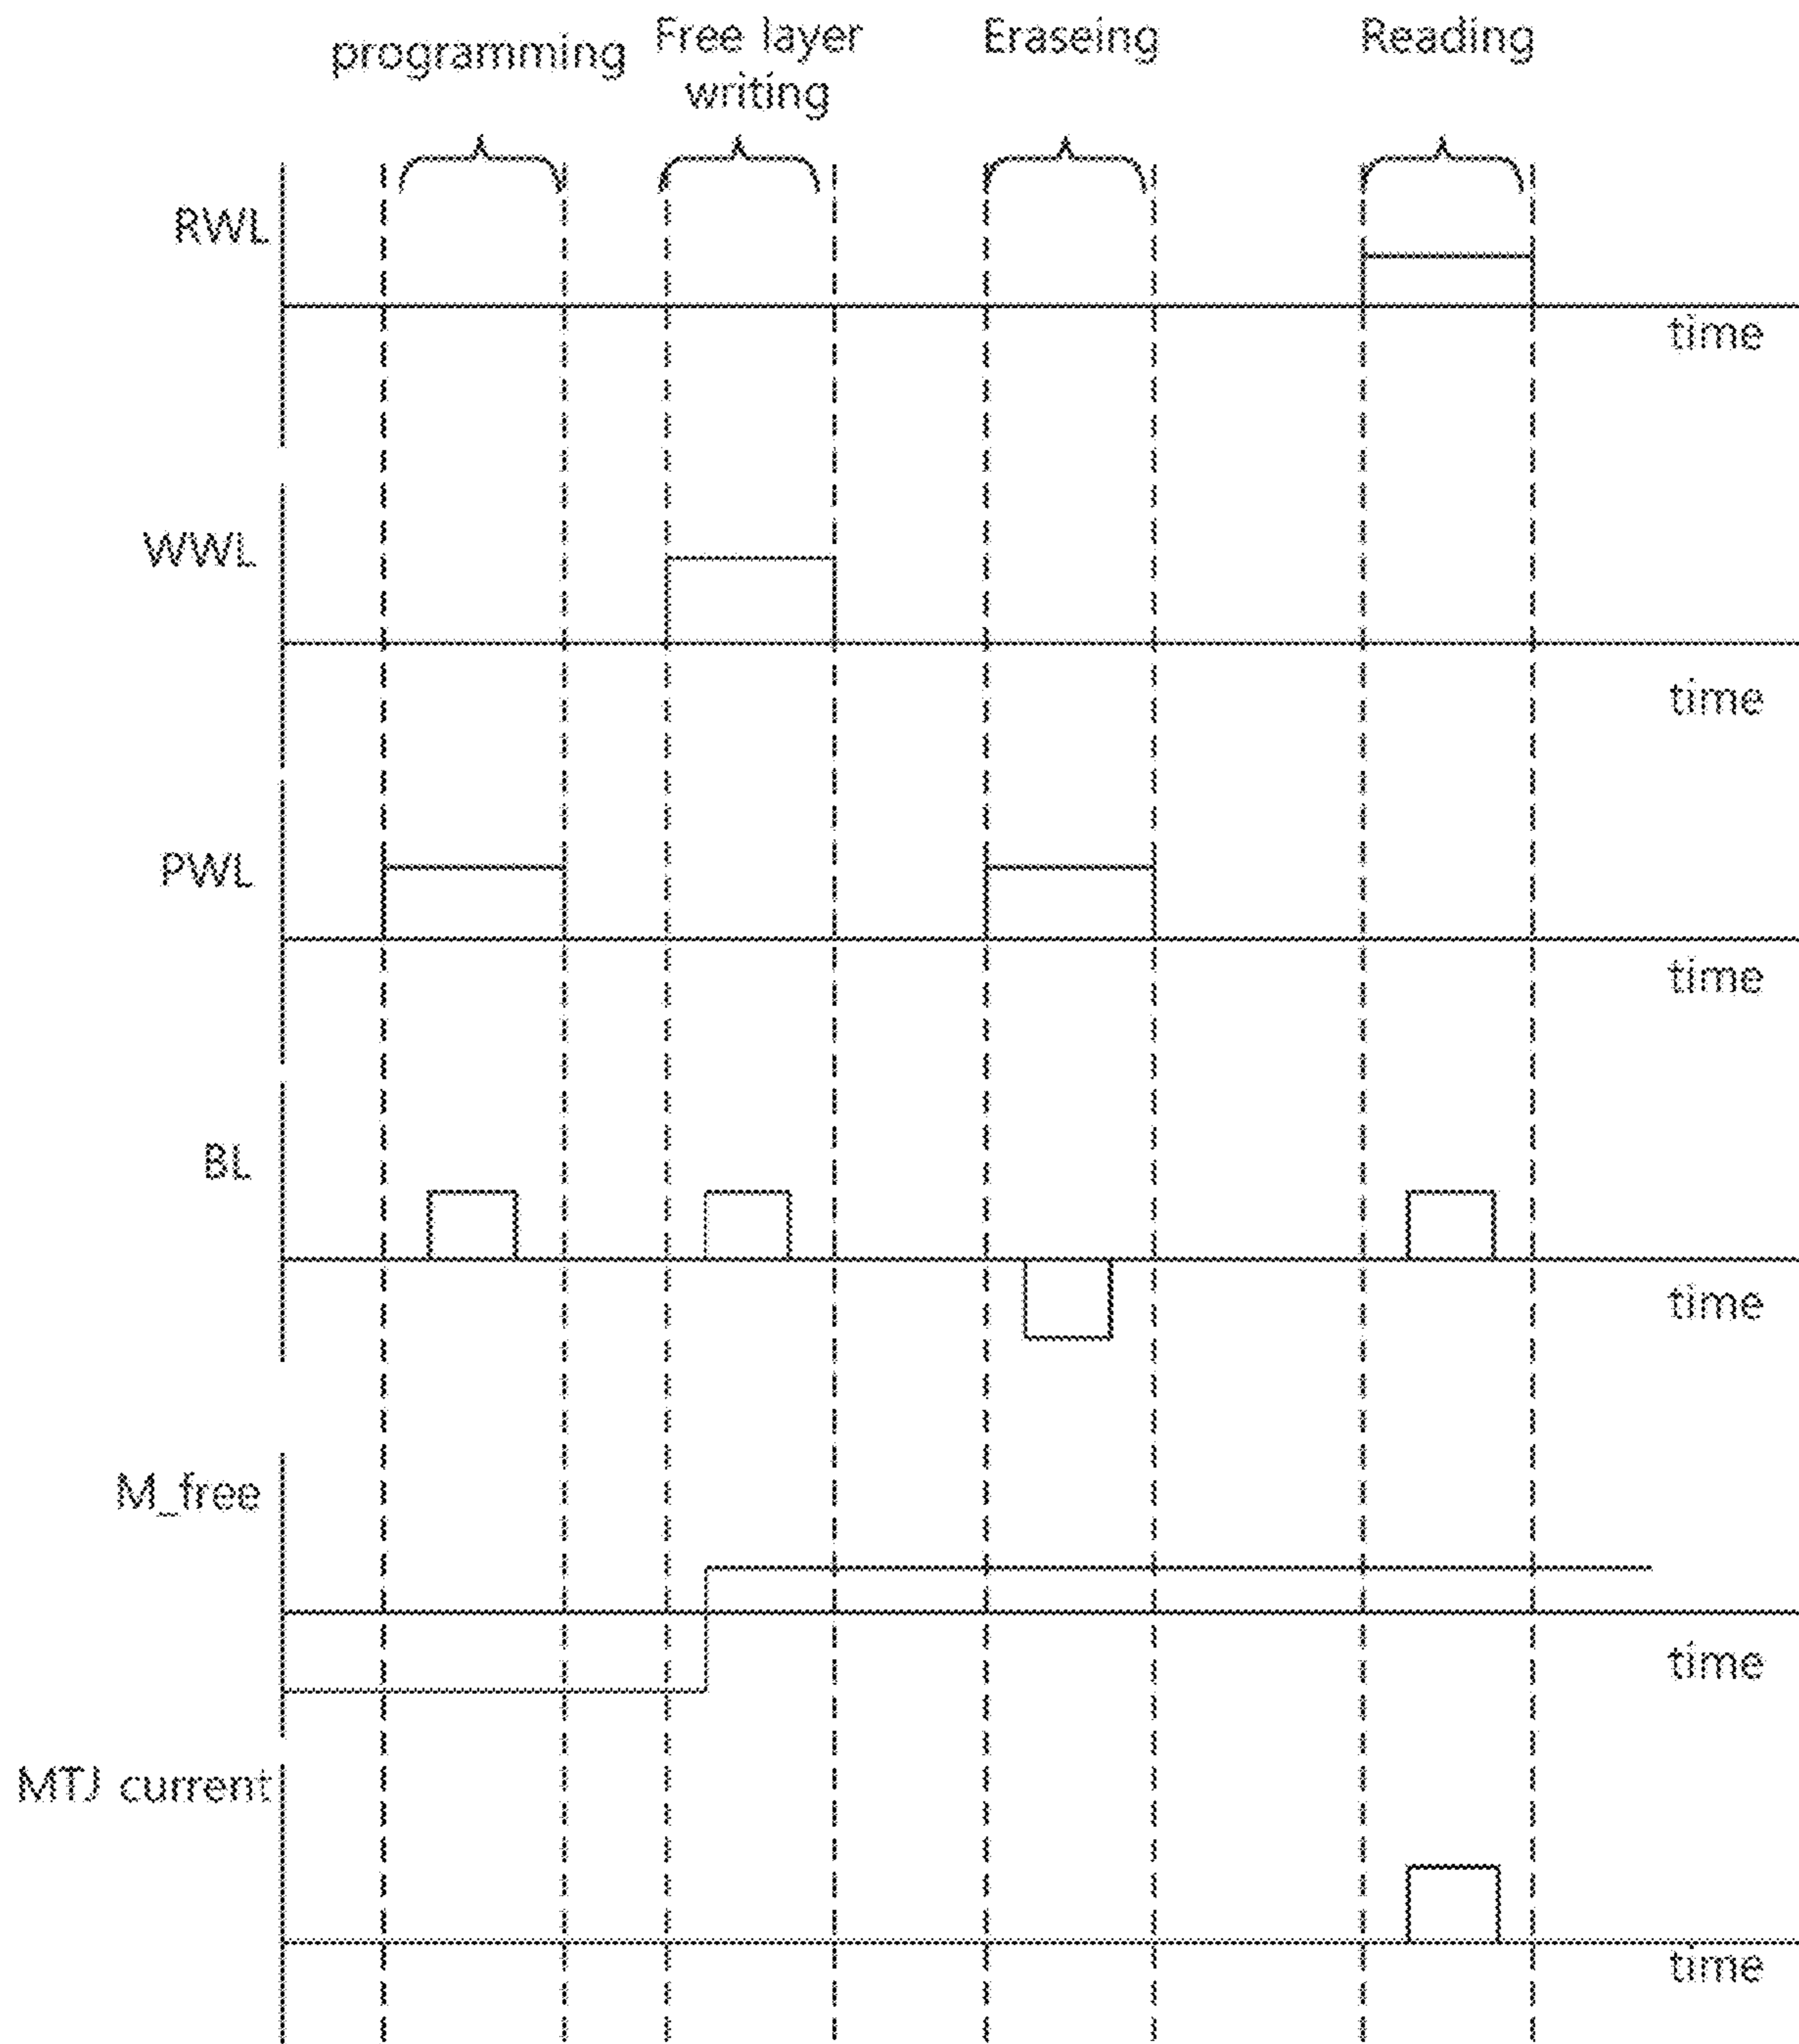 programming
Free layer
writing
Eraseing
Reading
RWL
time
WWL
time
PWL
time
BL
time
M_free
time
MTJ current
time